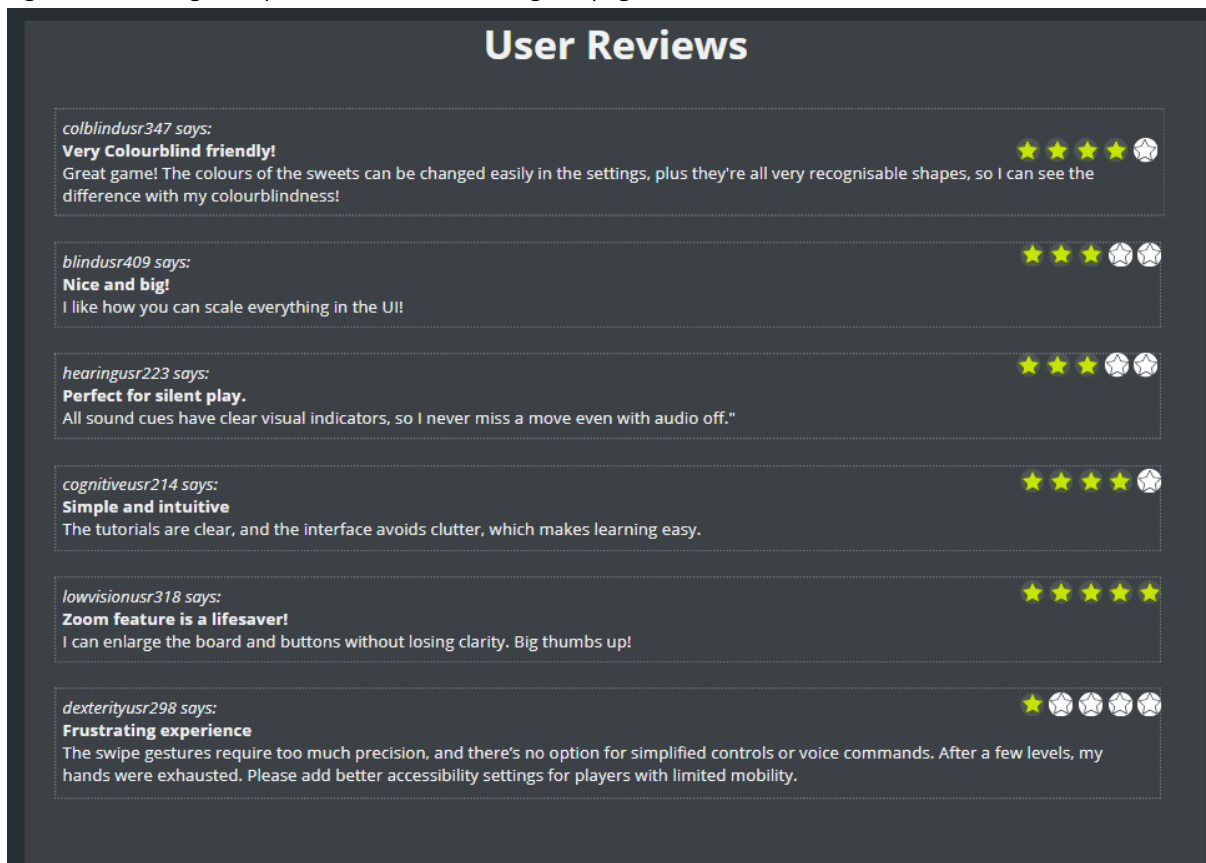 User Reviews
colblindusr347 says:
Very Colourblind friendly!
Great game! The colours of the sweets can be changed easily in the settings, plus they're all very recognisable shapes, so I can see the
difference with my colourblindness!
blindusr409 says:
Nice and big!
I like how you can scale everything in the UI!
hearingusr223 says:
Perfect for silent play.
All sound cues have clear visual indicators, so I never miss a move even with audio off."
cognitiveusr214 says:
Simple and intuitive
The tutorials are clear, and the interface avoids clutter, which makes learning easy.
lowvisionusr318 says:
Zoom feature is a lifesaver!
I can enlarge the board and buttons without losing clarity. Big thumbs up!
dexterityusr298 says:
Frustrating experience
The swipe gestures require too much precision, and there’s no option for simplified controls or voice commands. After a few levels, my
hands were exhausted. Please add better accessibility settings for players with limited mobility.